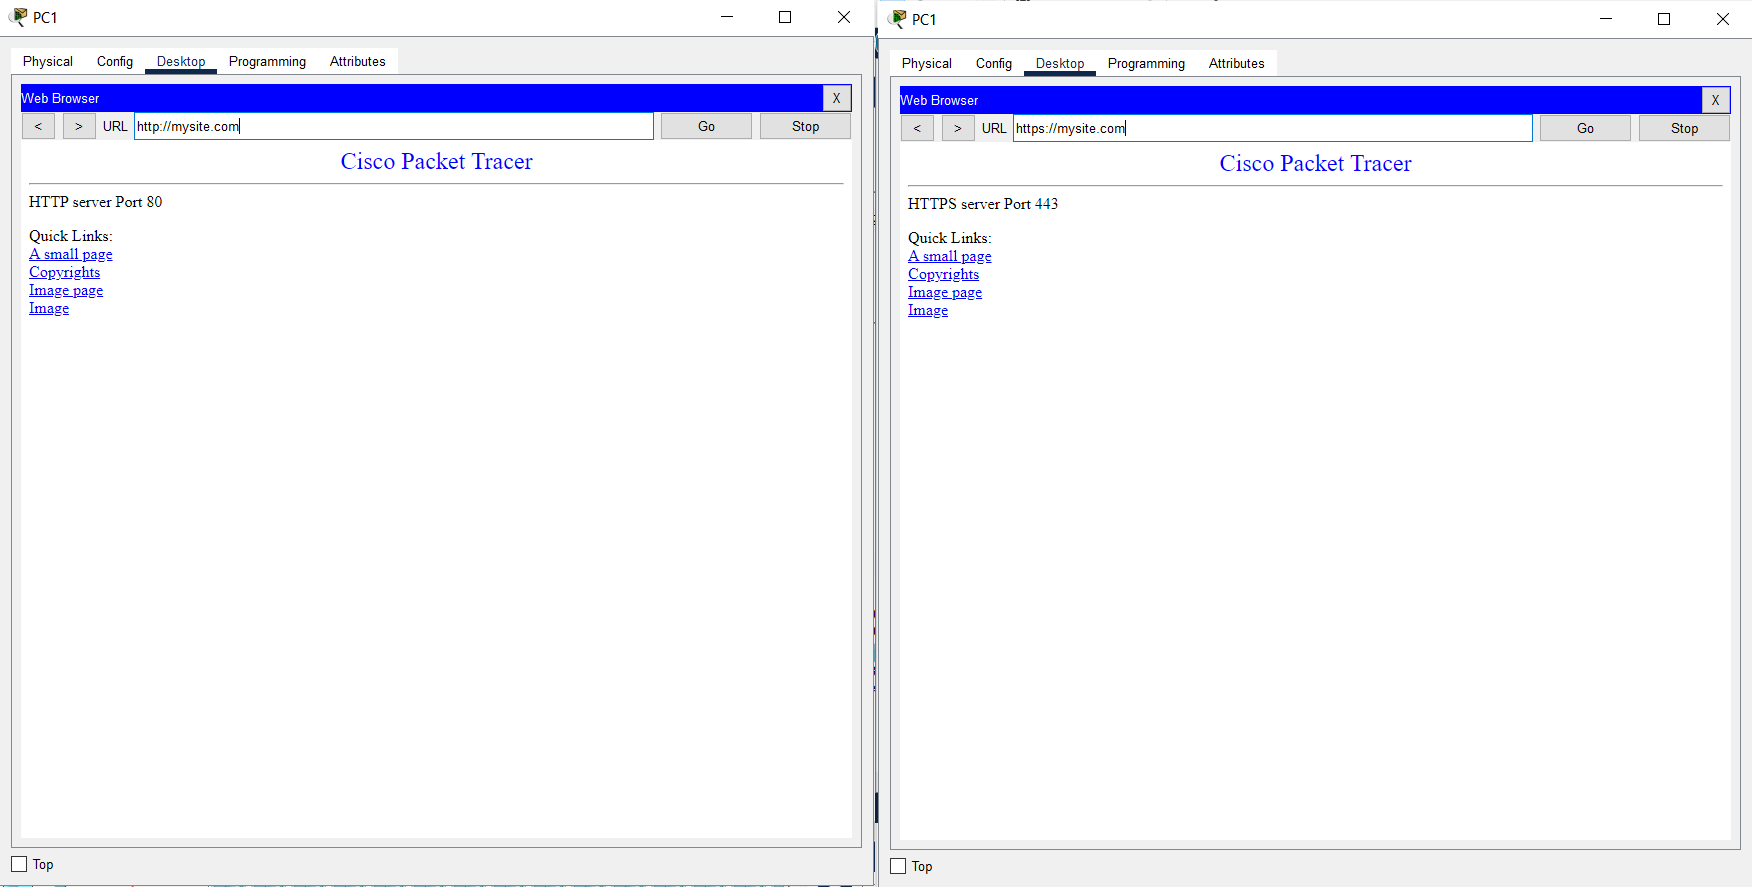 PC1
Physical Config Desktop Programming Attributes
Web Browser X
< > URL http://mysite.com Go Stop
Cisco Packet Tracer
HTTP server Port 80
Quick Links:
A small page
Copyrights
Image page
Image
Top
PC1
Physical Config Desktop Programming Attributes
Web Browser X
< > URL https://mysite.com Go Stop
Cisco Packet Tracer
HTTPS server Port 443
Quick Links:
A small page
Copyrights
Image page
Image
Top